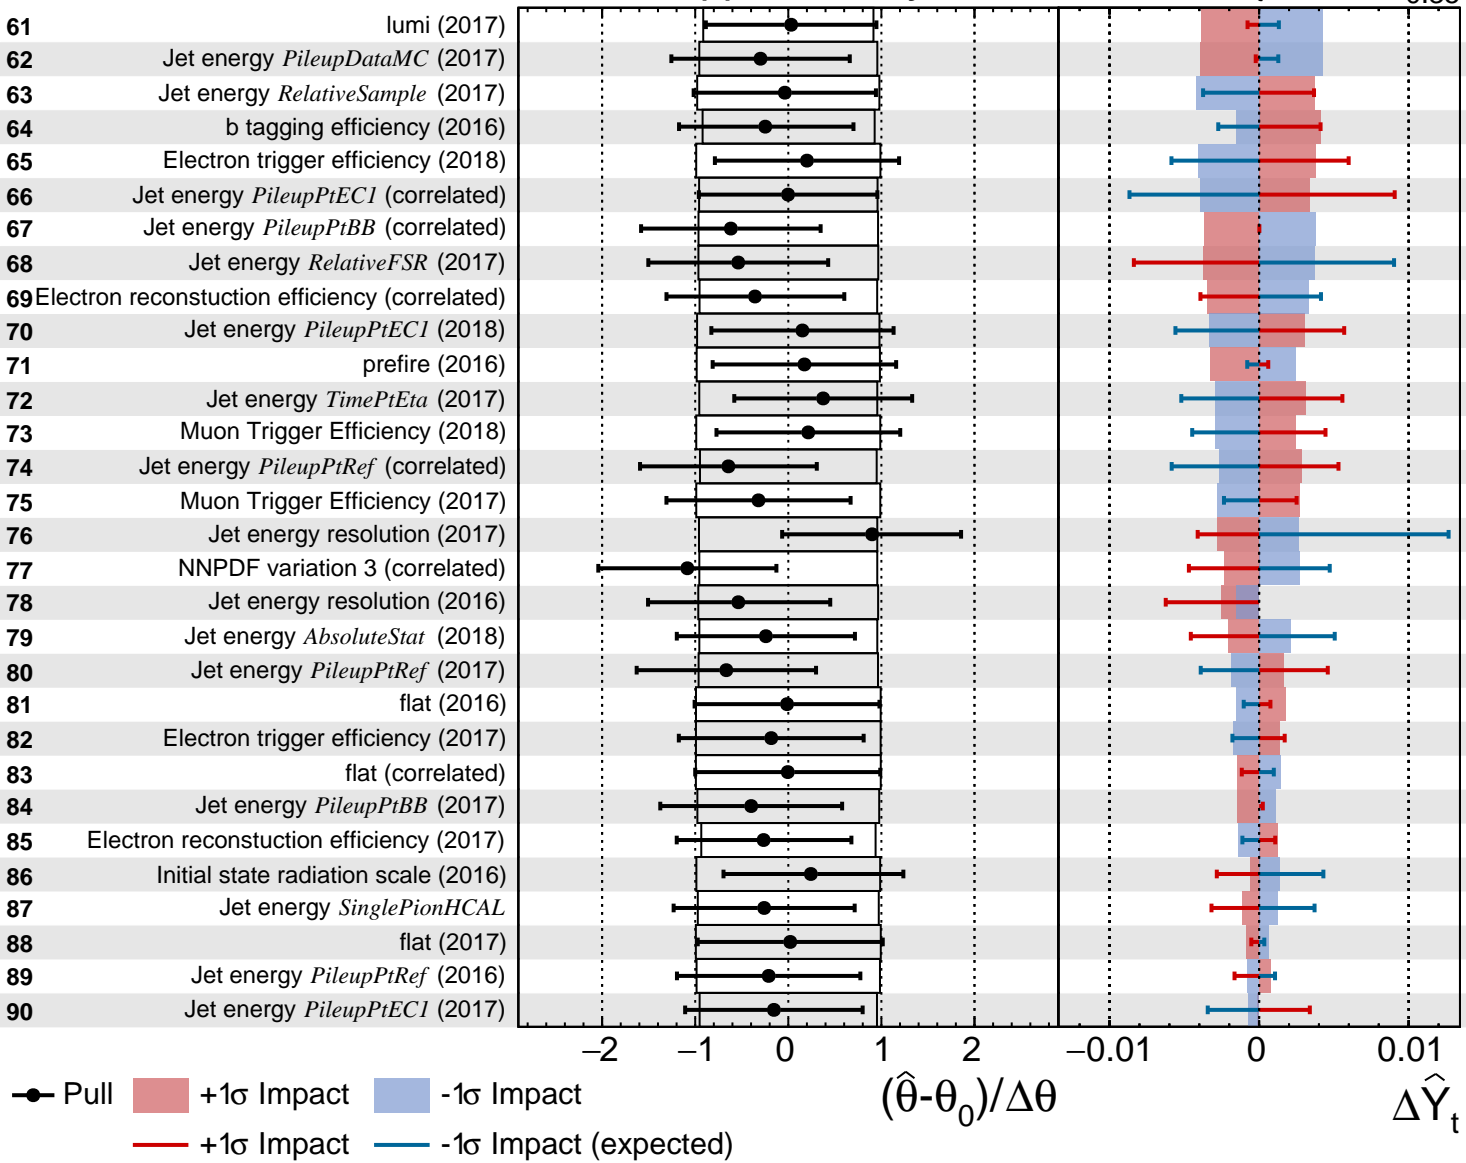 61 lumi (2017)
62 Jet energy PileupDataMC (2017)
63 Jet energy RelativeSample (2017)
64 b tagging efficiency (2016)
65 Electron trigger efficiency (2018)
66 Jet energy PileupPtEC1 (correlated)
67 Jet energy PileupPtBB (correlated)
68 Jet energy RelativeFSR (2017)
69 Electron reconstuction efficiency (correlated)
70 Jet energy PileupPtEC1 (2018)
71 prefire (2016)
72 Jet energy TimePtEta (2017)
73 Muon Trigger Efficiency (2018)
74 Jet energy PileupPtRef (correlated)
75 Muon Trigger Efficiency (2017)
76 Jet energy resolution (2017)
77 NNPDF variation 3 (correlated)
78 Jet energy resolution (2016)
79 Jet energy AbsoluteStat (2018)
80 Jet energy PileupPtRef (2017)
81 flat (2016)
82 Electron trigger efficiency (2017)
83 flat (correlated)
84 Jet energy PileupPtBB (2017)
85 Electron reconstuction efficiency (2017)
86 Initial state radiation scale (2016)
87 Jet energy SinglePionHCAL
88 flat (2017)
89 Jet energy PileupPtRef (2016)
90 Jet energy PileupPtEC1 (2017)
−2 −1 0 1 2 −0.01 0 0.01
Pull +1σ Impact -1σ Impact (θ̂-θ₀)/Δθ ΔŶₜ
+1σ Impact -1σ Impact (expected)